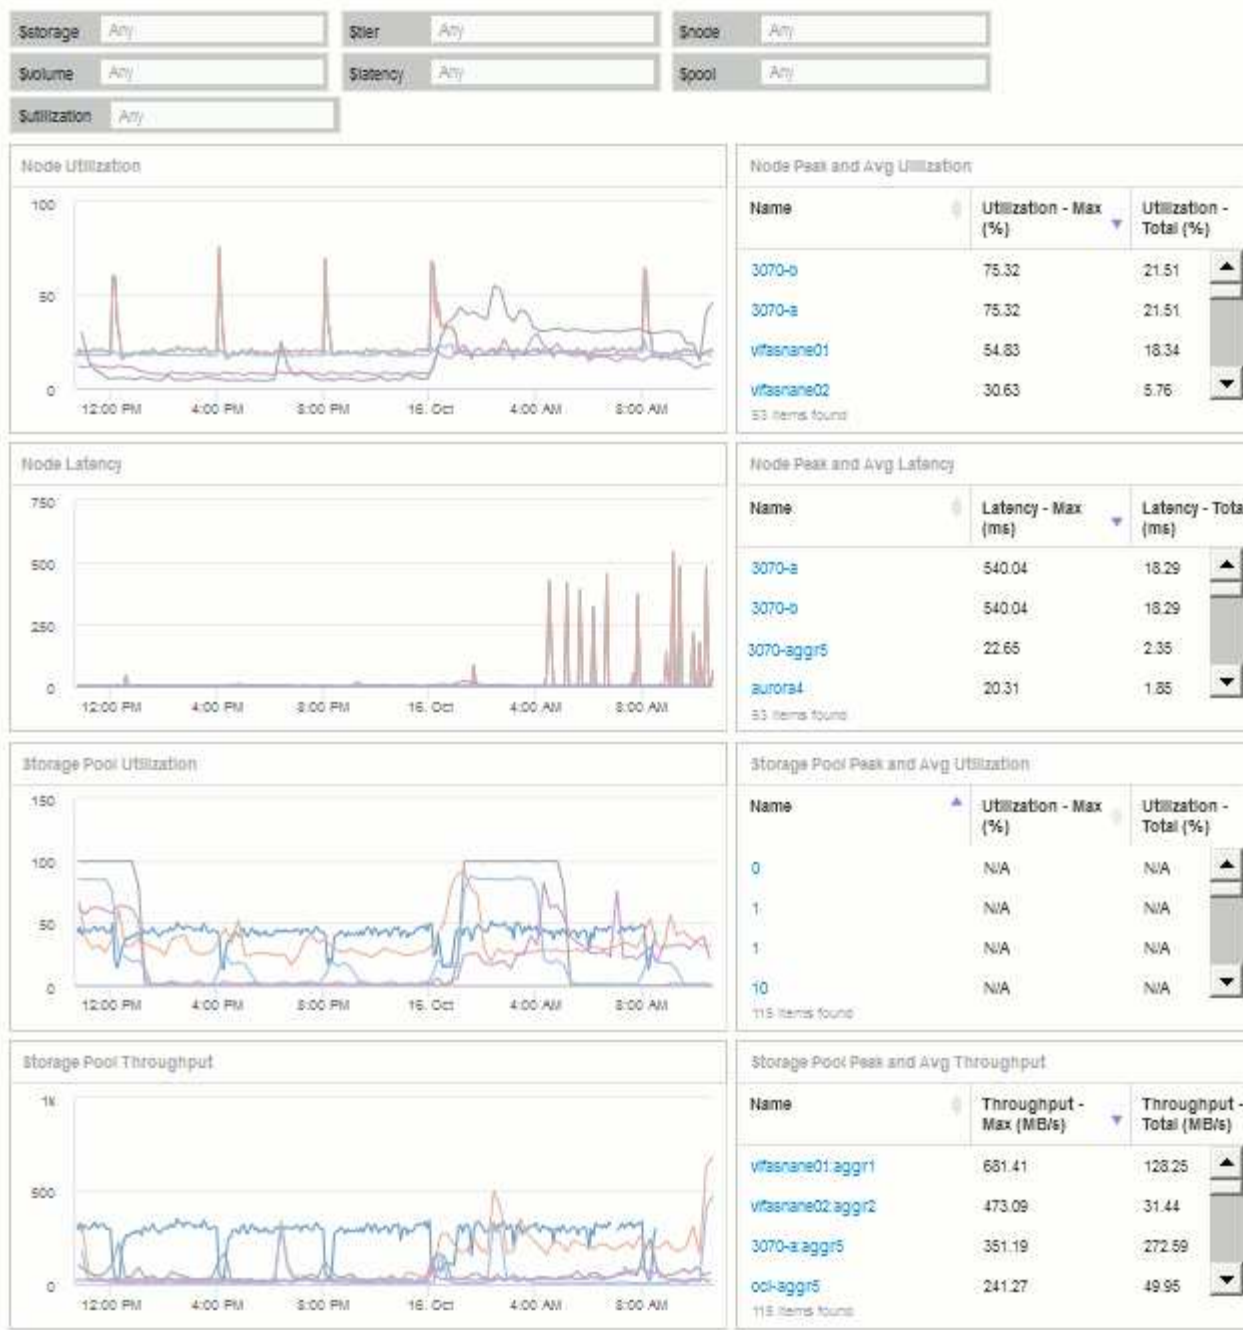 $storage Any $tier Any $node Any
$volume Any $latency Any $pool Any
$utilization Any
Node Utilization
100
50
0
12:00 PM 4:00 PM 8:00 PM 16. Oct 4:00 AM 8:00 AM
Node Peak and Avg Utilization
Name Utilization - Max (%) Utilization - Total (%)
3070-b 75.32 21.51
3070-a 75.32 21.51
vifasnane01 54.83 18.34
vifasnane02 30.63 5.76
53 items found
Node Latency
750
500
250
0
12:00 PM 4:00 PM 8:00 PM 16. Oct 4:00 AM 8:00 AM
Node Peak and Avg Latency
Name Latency - Max (ms) Latency - Total (ms)
3070-a 540.04 18.29
3070-b 540.04 18.29
3070-aggr5 22.65 2.35
aurora4 20.31 1.85
53 items found
Storage Pool Utilization
150
100
50
0
12:00 PM 4:00 PM 8:00 PM 16. Oct 4:00 AM 8:00 AM
Storage Pool Peak and Avg Utilization
Name Utilization - Max (%) Utilization - Total (%)
0 N/A N/A
1 N/A N/A
1 N/A N/A
10 N/A N/A
115 items found
Storage Pool Throughput
1k
500
0
12:00 PM 4:00 PM 8:00 PM 16. Oct 4:00 AM 8:00 AM
Storage Pool Peak and Avg Throughput
Name Throughput - Max (MB/s) Throughput - Total (MB/s)
vifasnane01:aggr1 681.41 128.25
vifasnane02:aggr2 473.09 31.44
3070-a:aggr5 351.19 272.59
oci-aggr5 241.27 49.95
115 items found